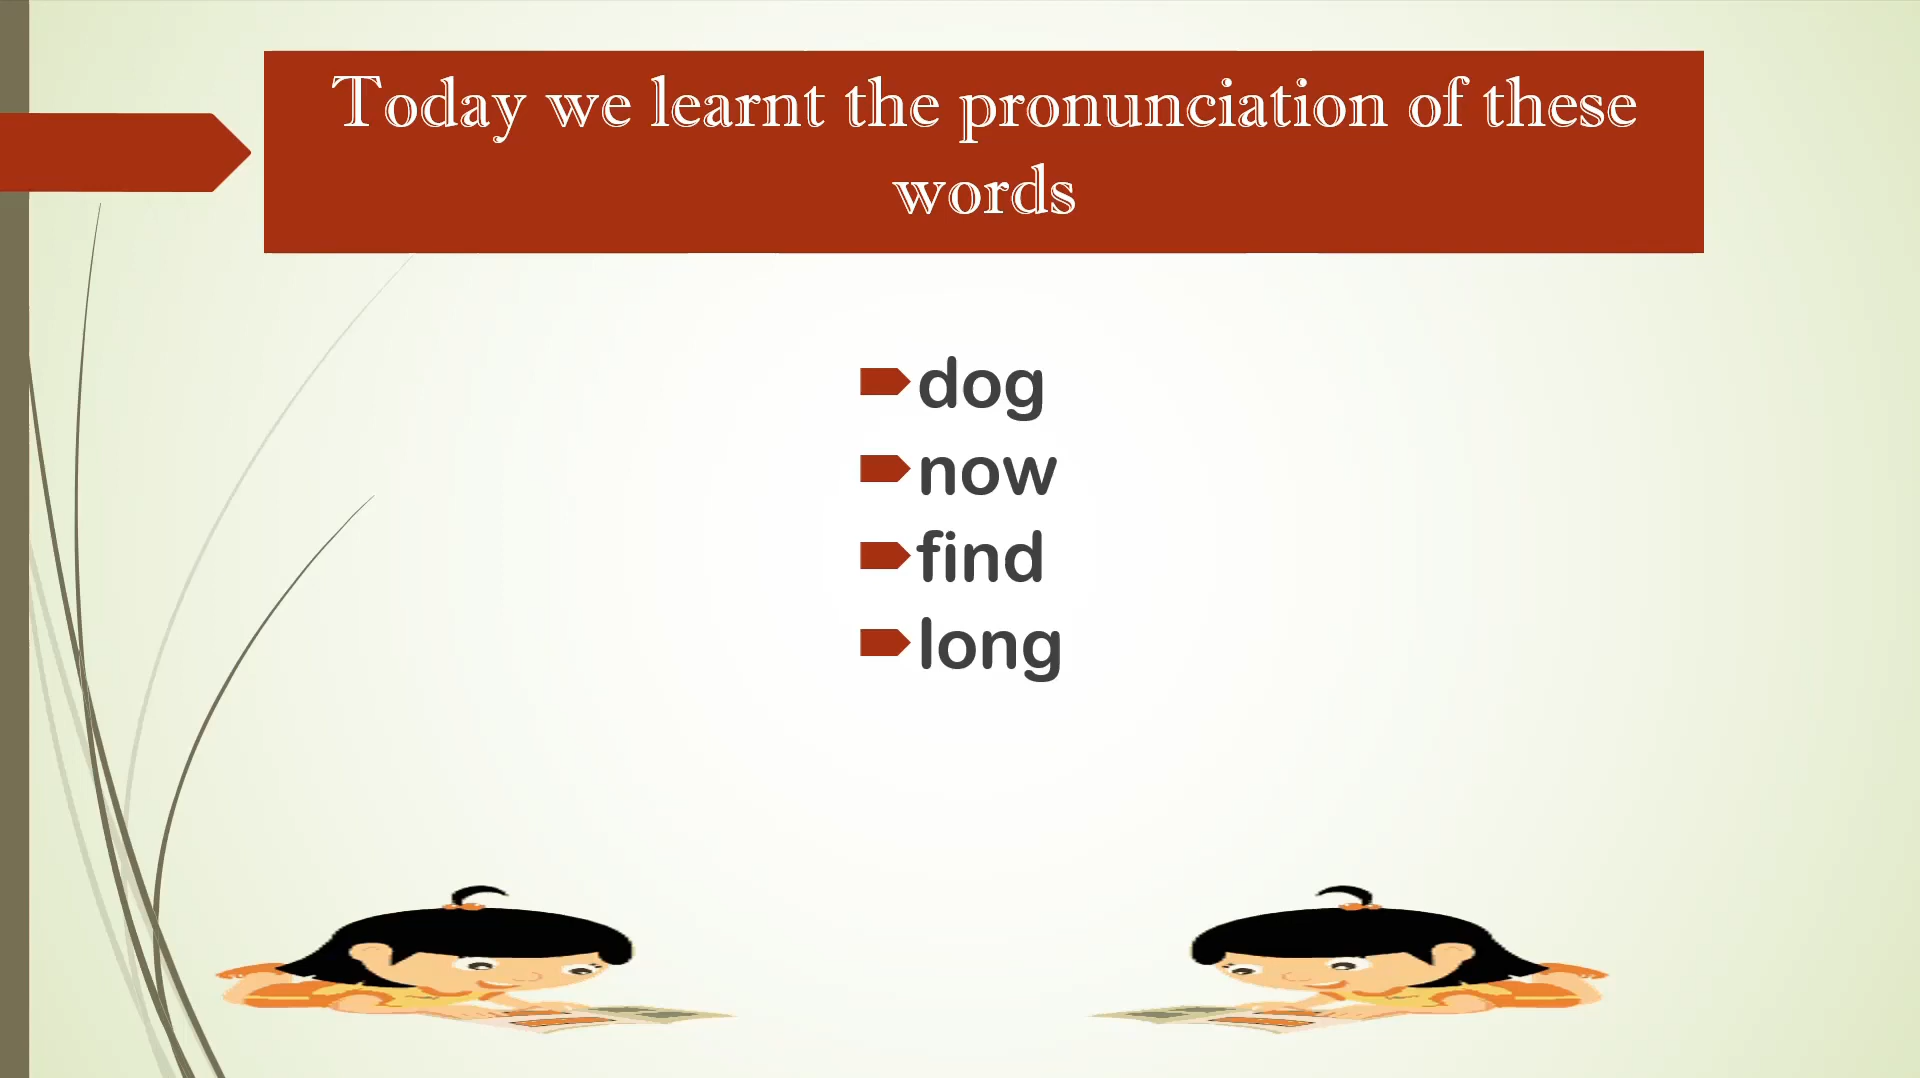 Today we learnt the pronunciation of these
words
dog
now
find
long